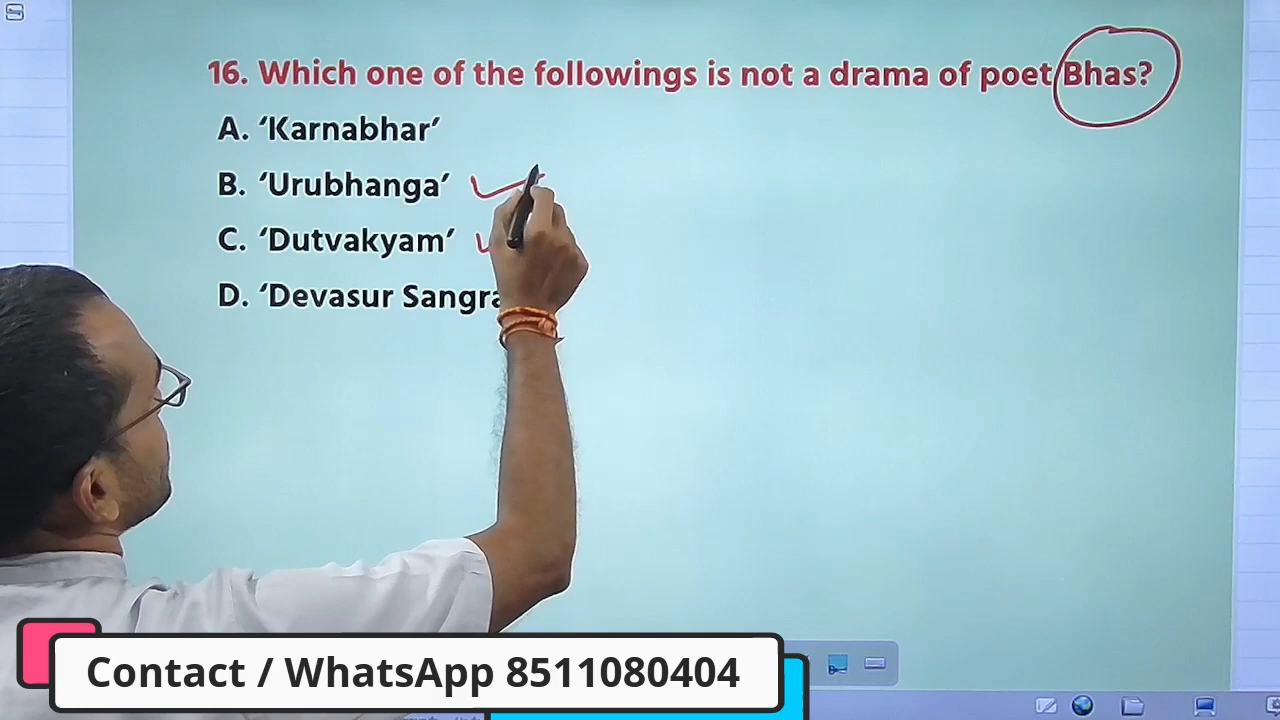 16. Which one of the followings is not a drama of poet Bhas?
A. ‘Karnabhar’
B. ‘Urubhanga’
C. ‘Dutvakyam’
D. ‘Devasur
Contact / WhatsApp 8511080404